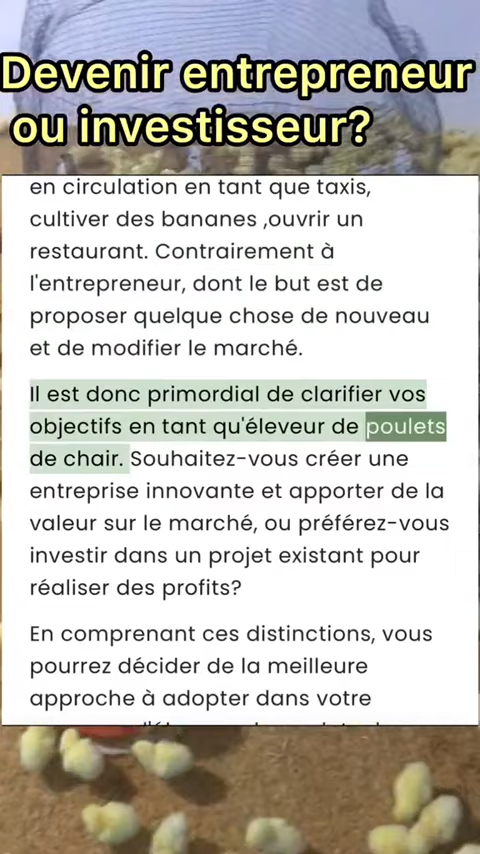 Devenir entrepreneur
ou investisseur?
en circulation en tant que taxis,
cultiver des bananes ,ouvrir un
restaurant. Contrairement à
l'entrepreneur, dont le but est de
proposer quelque chose de nouveau
et de modifier le marché.
Il est donc primordial de clarifier vos
objectifs en tant qu'éleveur de poulets
de chair. Souhaitez-vous créer une
entreprise innovante et apporter de la
valeur sur le marché, ou préférez-vous
investir dans un projet existant pour
réaliser des profits?
En comprenant ces distinctions, vous
pourrez décider de la meilleure
approche à adopter dans votre